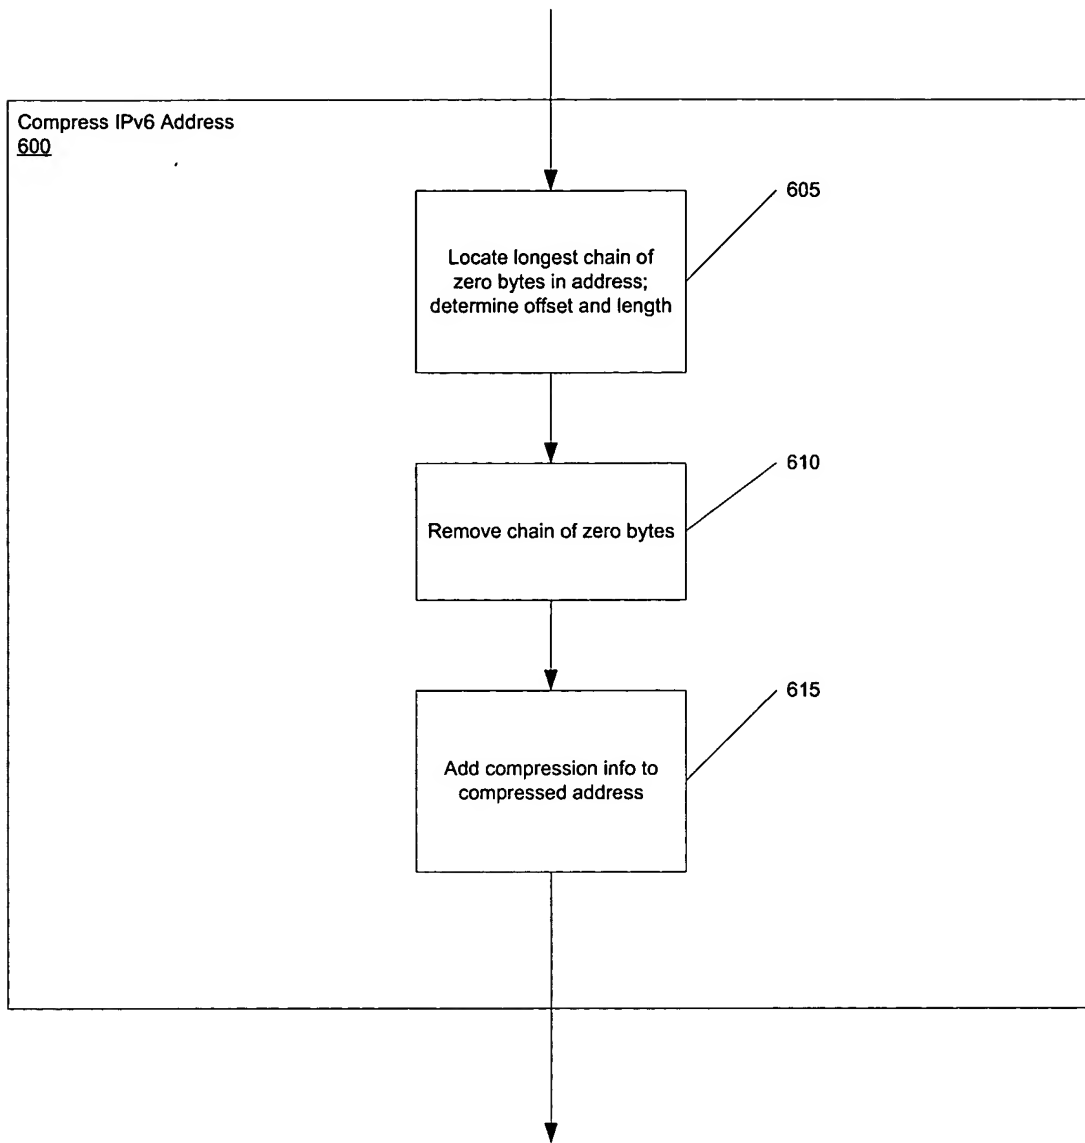 Compress IPv6 Address
600
605
Locate longest chain of
zero bytes in address;
determine offset and length
610
Remove chain of zero bytes
615
Add compression info to
compressed address